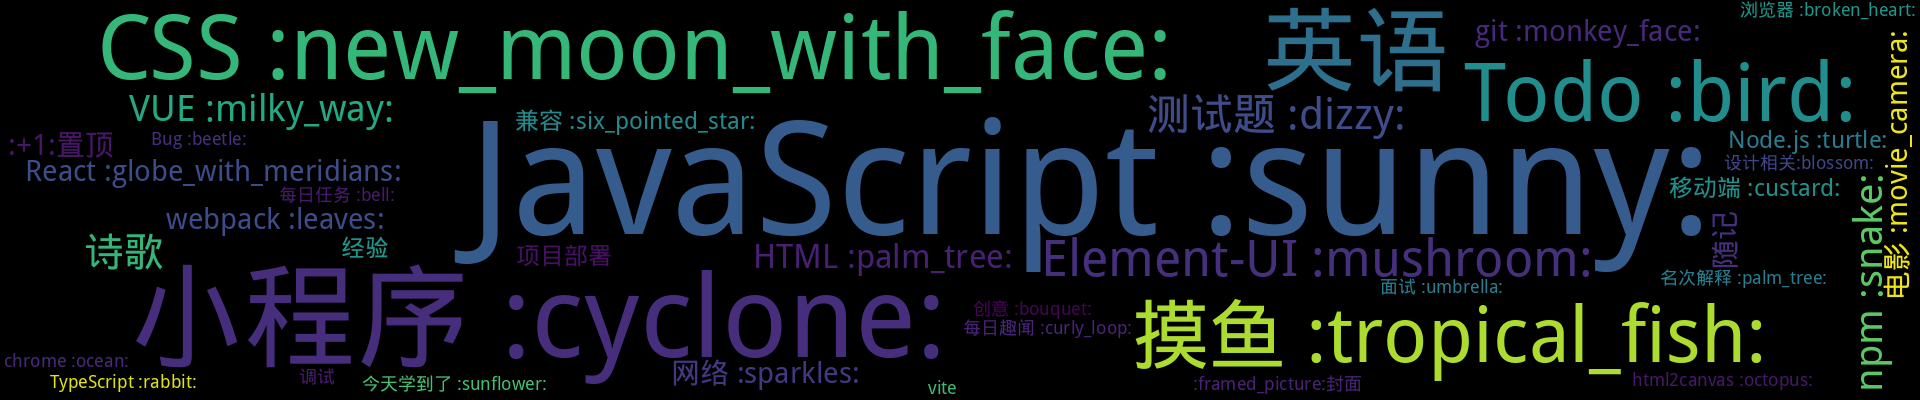 CSS :new_moon_with_face:
英语
浏览器 :broken_heart:
git :monkey_face:
Todo :bird:
VUE :milky_way:
兼容 :six_pointed_star:
测试题 :dizzy:
:+1:置顶
Bug :beetle:
JavaScript :sunny:
Node.js :turtle:
设计相关:blossom:
React :globe_with_meridians:
每日任务 :bell:
移动端 :custard:
webpack :leaves:
诗歌
经验
项目部署
HTML :palm_tree:
Element-UI :mushroom:
随记
电影 :movie_camera:
npm :snake:
名次解释 :palm_tree:
面试 :umbrella:
小程序 :cyclone:
创意 :bouquet:
每日趣闻 :curly_loop:
摸鱼 :tropical_fish:
chrome :ocean:
TypeScript :rabbit:
调试
今天学到了 :sunflower:
网络 :sparkles:
vite
:framed_picture:封面
html2canvas :octopus: